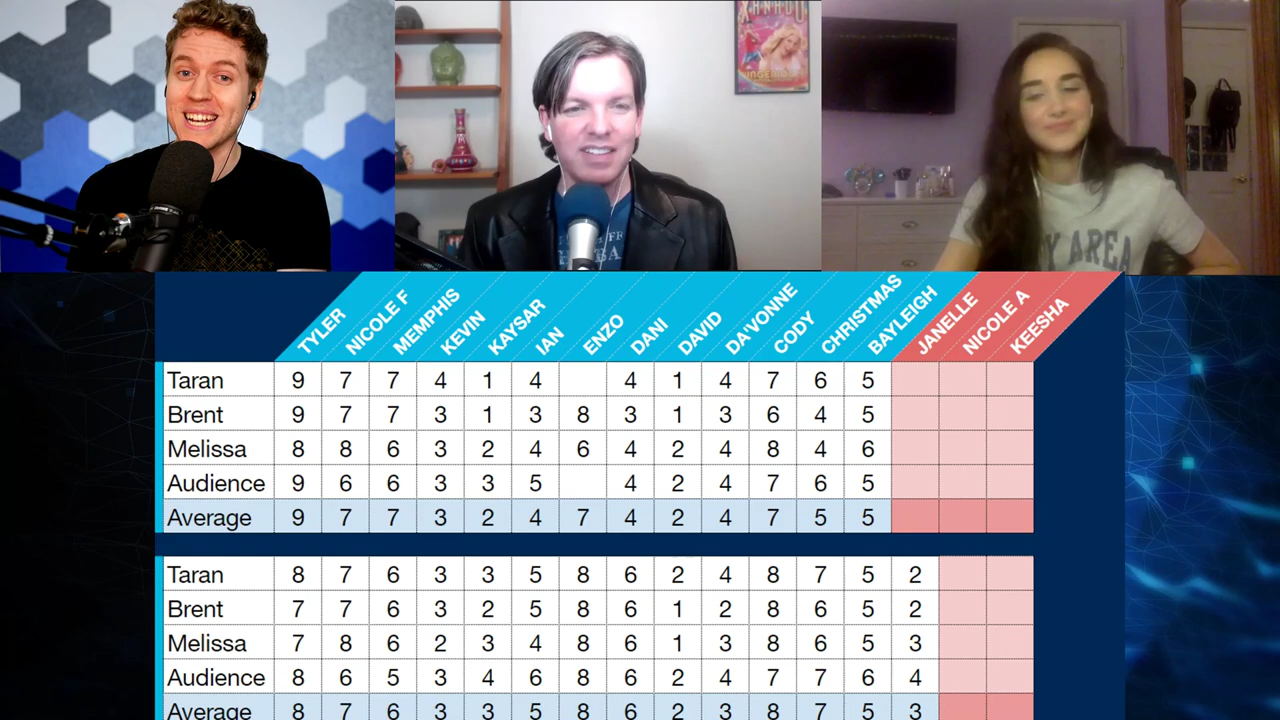 XANADU
Y AREA
TYLER NICOLE F MEMPHIS KEVIN KAYSAR IAN ENZO DANI DAVID DA'VONNE CODY CHRISTMAS BAYLEIGH JANELLE NICOLE A KEESHA
Taran 9 7 7 4 1 4 4 1 4 7 6 5
Brent 9 7 7 3 1 3 8 3 1 3 6 4 5
Melissa 8 8 6 3 2 4 6 4 2 4 8 4 6
Audience 9 6 6 3 3 5 4 2 4 7 6 5
Average 9 7 7 3 2 4 7 4 2 4 7 5 5
Taran 8 7 6 3 3 5 8 6 2 4 8 7 5 2
Brent 7 7 6 3 2 5 8 6 1 2 8 6 5 2
Melissa 7 8 6 2 3 4 8 6 1 3 8 6 5 3
Audience 8 6 5 3 4 6 8 6 2 4 7 7 6 4
Average 8 7 6 3 3 5 8 6 2 3 8 7 5 3